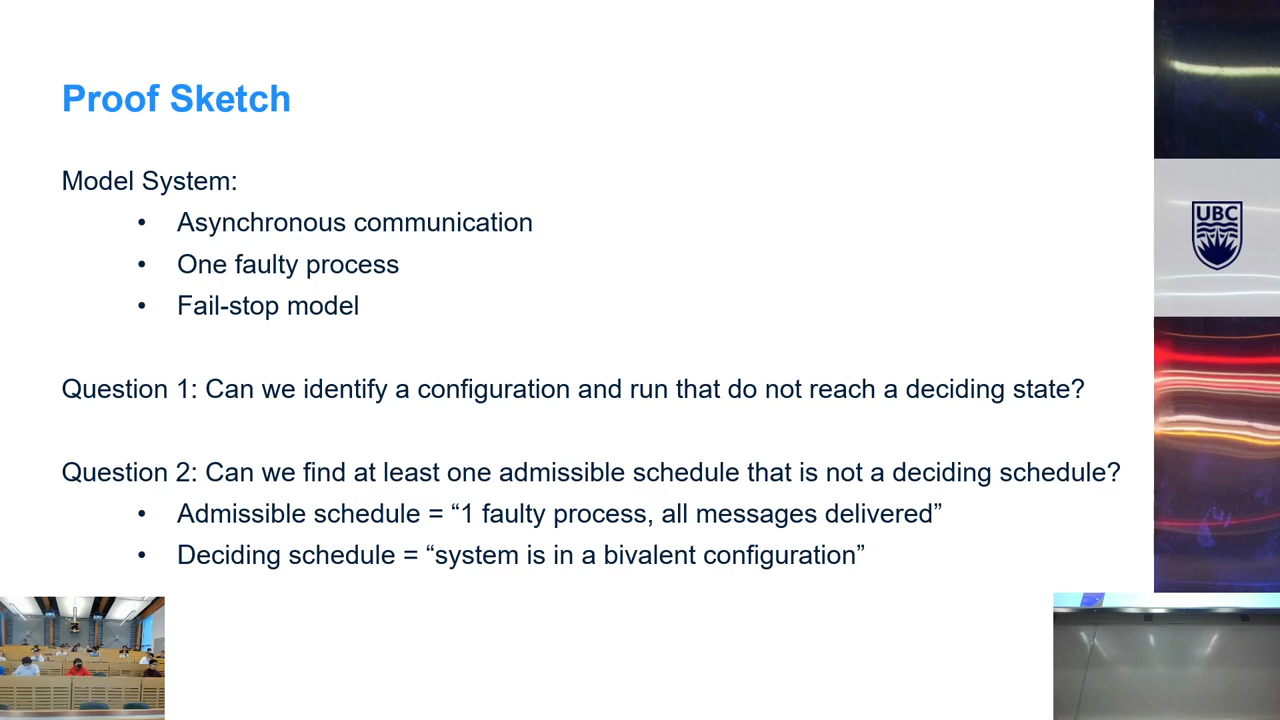 Proof Sketch
Model System:
• Asynchronous communication
• One faulty process
• Fail-stop model
Question 1: Can we identify a configuration and run that do not reach a deciding state?
Question 2: Can we find at least one admissible schedule that is not a deciding schedule?
• Admissible schedule = “1 faulty process, all messages delivered”
• Deciding schedule = “system is in a bivalent configuration”
UBC